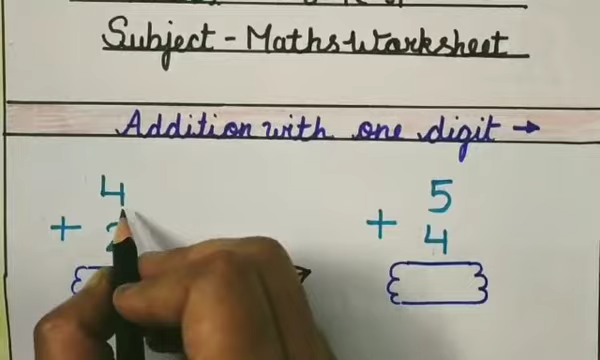 Subject - Maths Worksheet
Addition with one digit →
4
+
5
+ 4